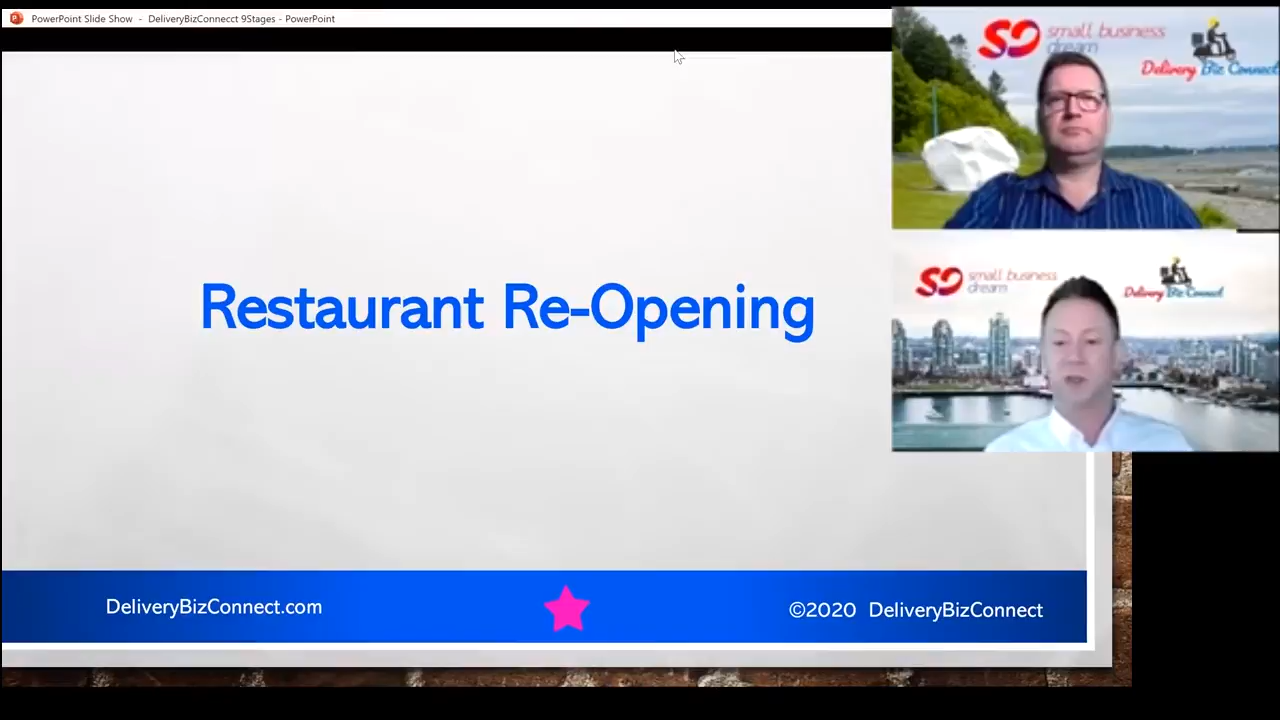 PowerPoint Slide Show - DeliveryBizConnecct 9Stages - PowerPoint
small business
dream
Delivery Biz Connect
Restaurant Re-Opening
small business
dream
Delivery Biz Connect
DeliveryBizConnect.com
©2020 DeliveryBizConnect